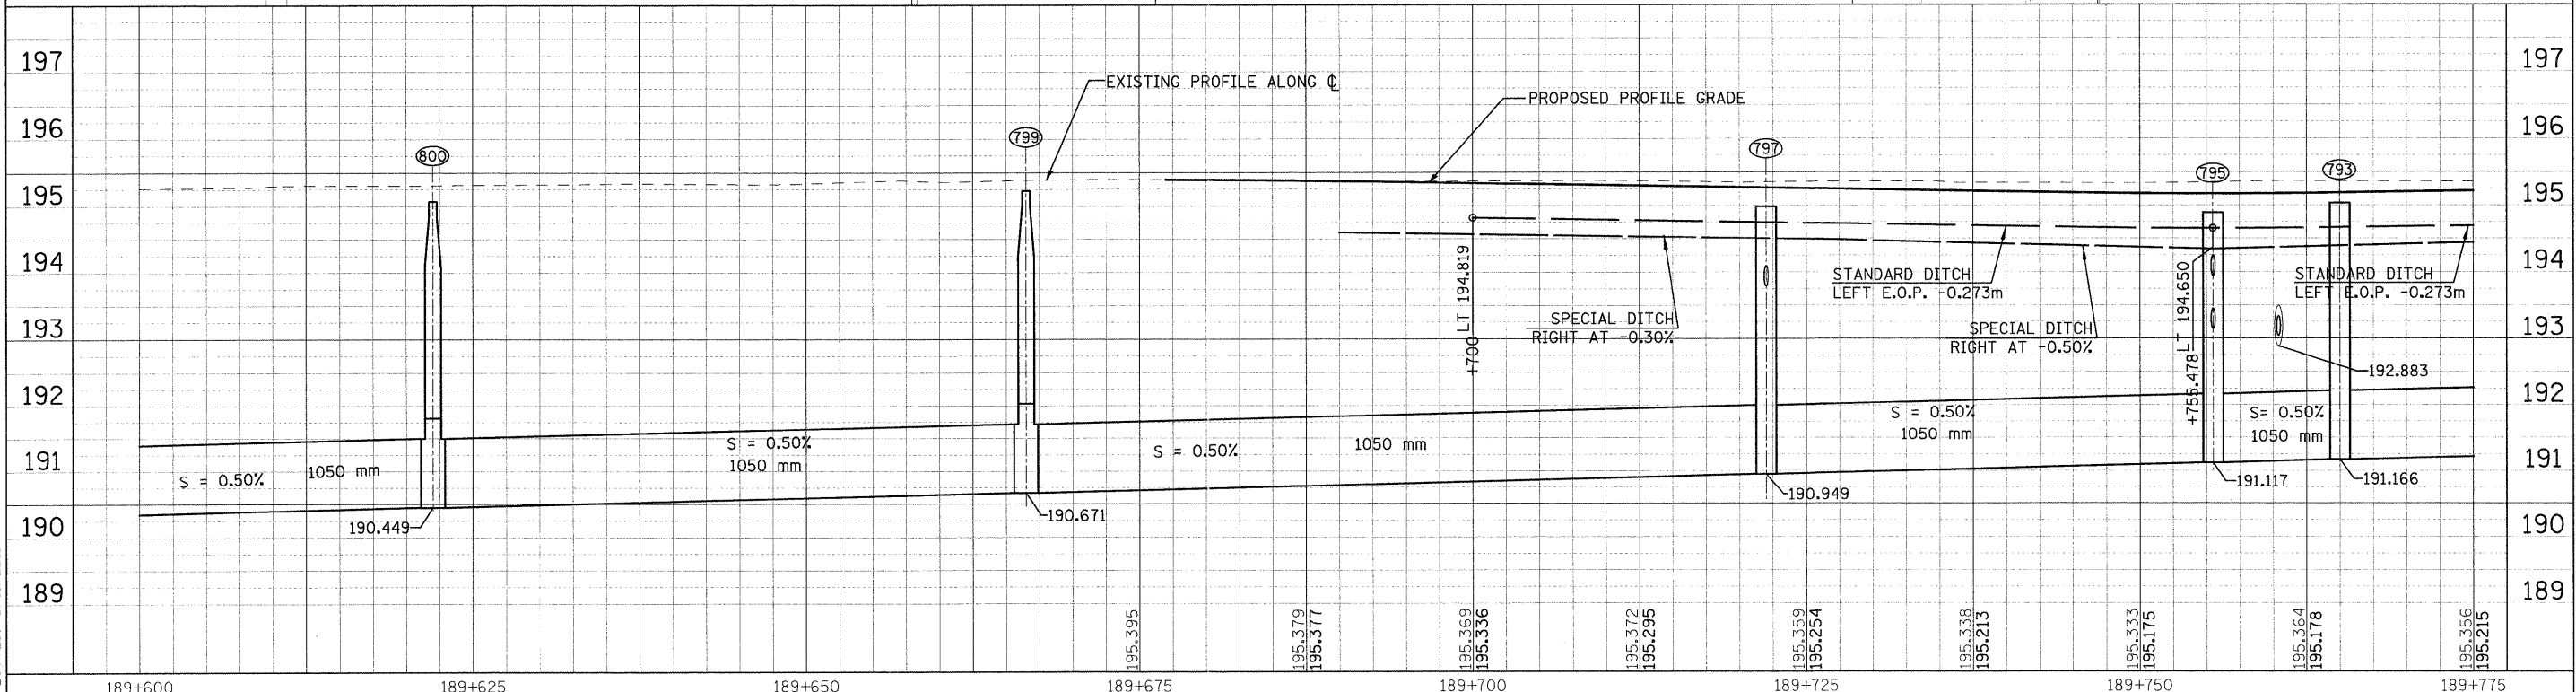 197
197
EXISTING PROFILE ALONG ℄
PROPOSED PROFILE GRADE
196
196
800
799
797
795
793
195
195
194
194
+700 LT 194.819
STANDARD DITCH
LEFT E.O.P. -0.273m
+755.478 LT 194.650
STANDARD DITCH
LEFT E.O.P. -0.273m
193
193
SPECIAL DITCH
RIGHT AT -0.30%
SPECIAL DITCH
RIGHT AT -0.50%
192.883
192
192
S = 0.50%
1050 mm
S = 0.50%
1050 mm
S = 0.50%
1050 mm
S = 0.50%
1050 mm
S= 0.50%
1050 mm
191
191
190.449
190.671
190.949
191.117
191.166
190
190
189
189
195.395
195.379
195.377
195.369
195.336
195.372
195.295
195.359
195.254
195.338
195.213
195.333
195.175
195.364
195.178
195.356
195.215
189+600
189+625
189+650
189+675
189+700
189+725
189+750
189+775